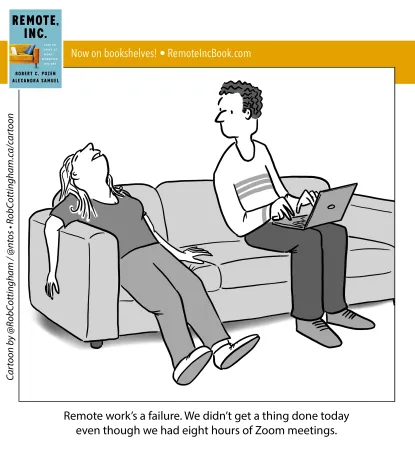 REMOTE,
INC.
ROBERT C. POZEN
ALEXANDRA SAMUEL
Now on bookshelves! • RemoteIncBook.com
Cartoon by @RobCottingham / @ntos • RobCottingham.ca/cartoon
Remote work's a failure. We didn't get a thing done today
even though we had eight hours of Zoom meetings.